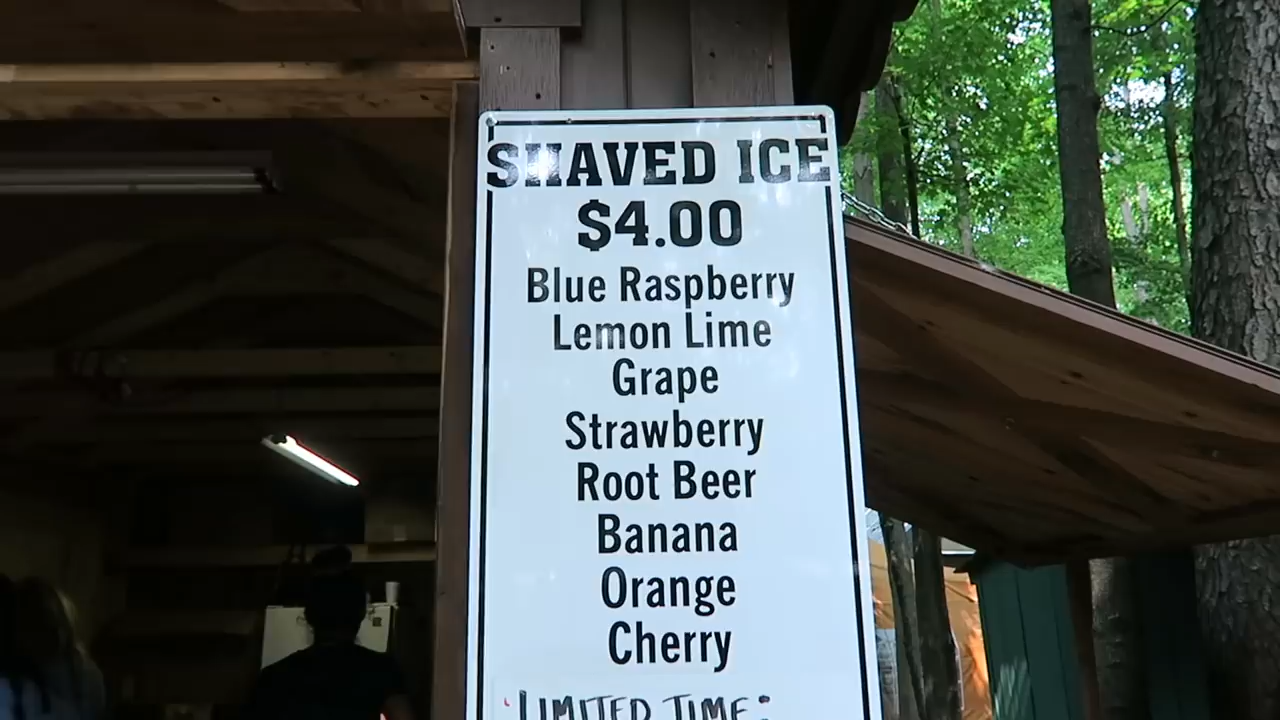 SHAVED ICE
$4.00
Blue Raspberry
Lemon Lime
Grape
Strawberry
Root Beer
Banana
Orange
Cherry
LIMITED TIME: